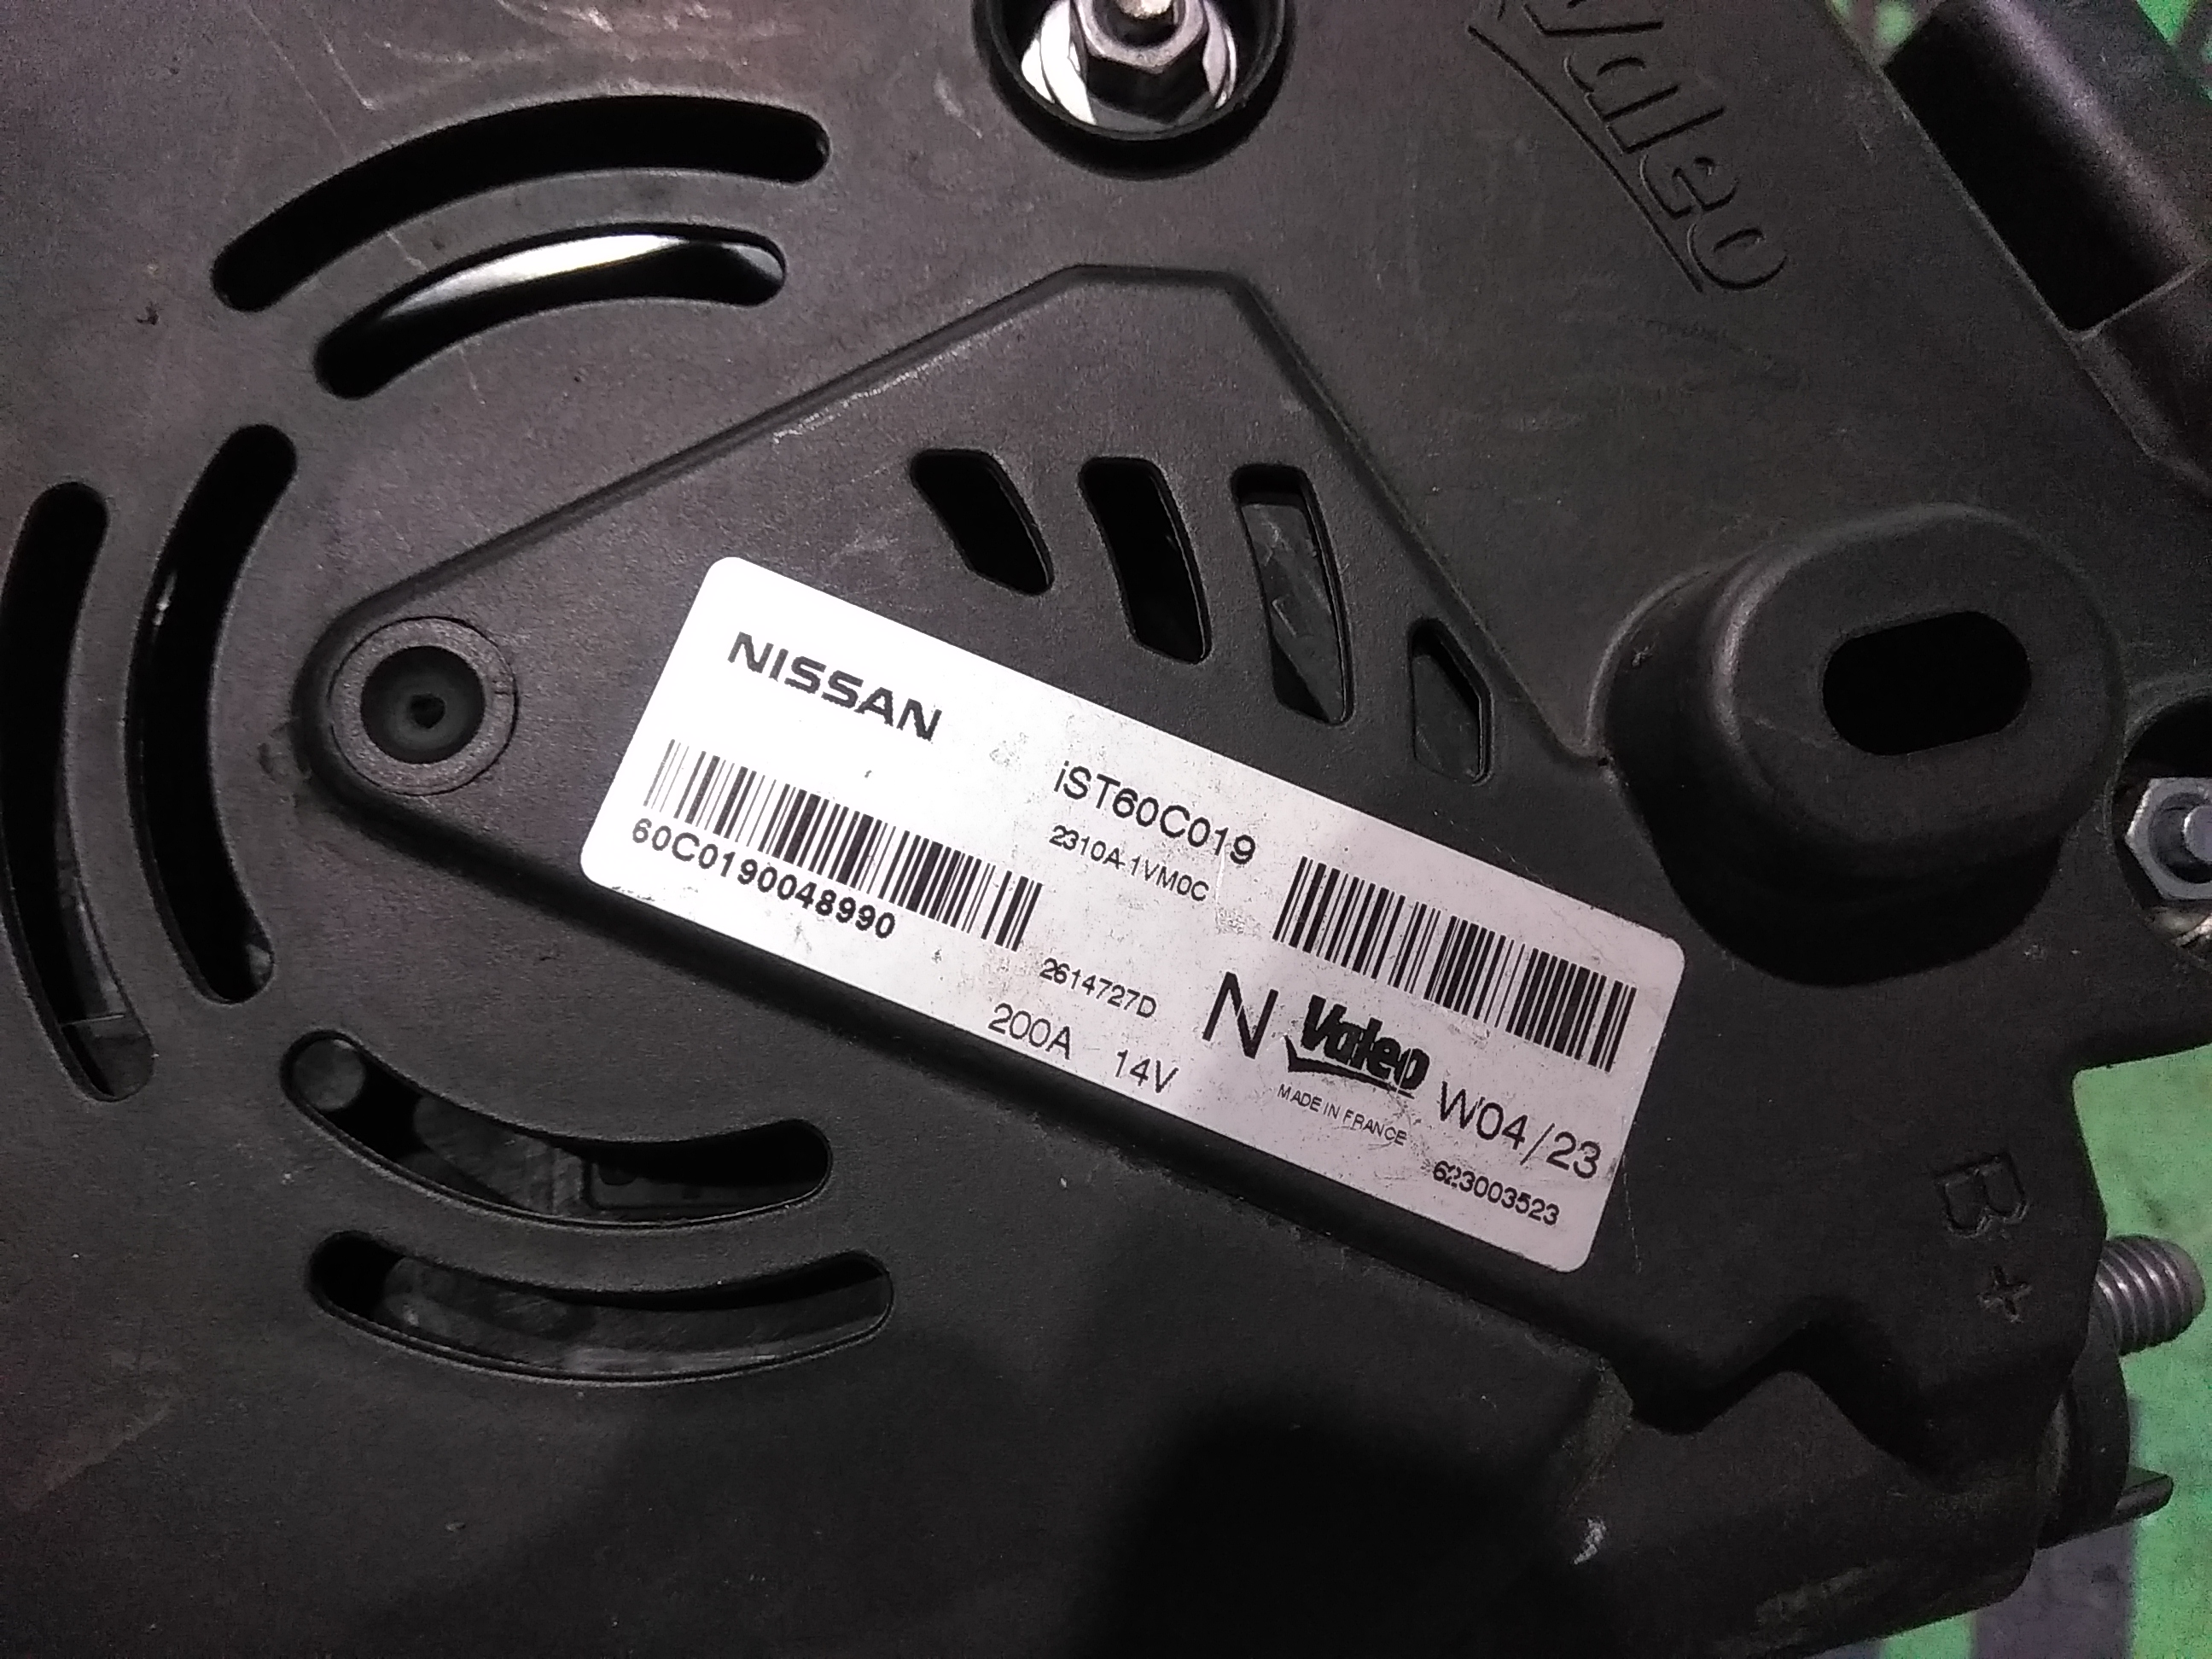 Valeo
NISSAN
iST60C019
2310A-1VM0C
60C0190048990
2614727D
200A 14V
N Valeo W04/23
MADE IN FRANCE
623003523
B+